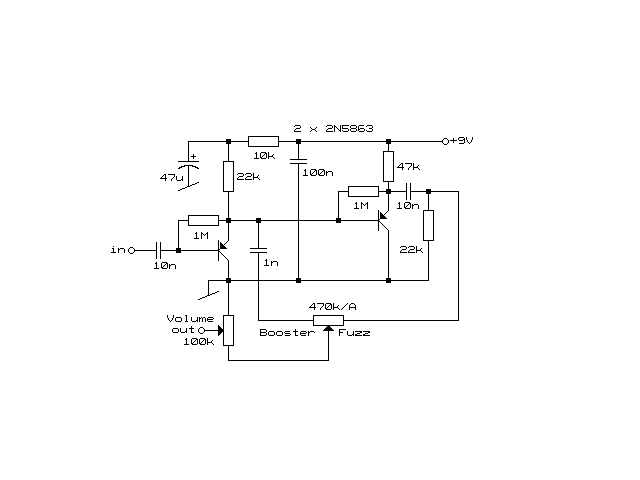 2 x 2N5863
+9V
10k
47k
+
100n
47u
22k
1M
10n
1M
in
22k
1n
10n
470k/A
Volume
out
Booster
Fuzz
100k